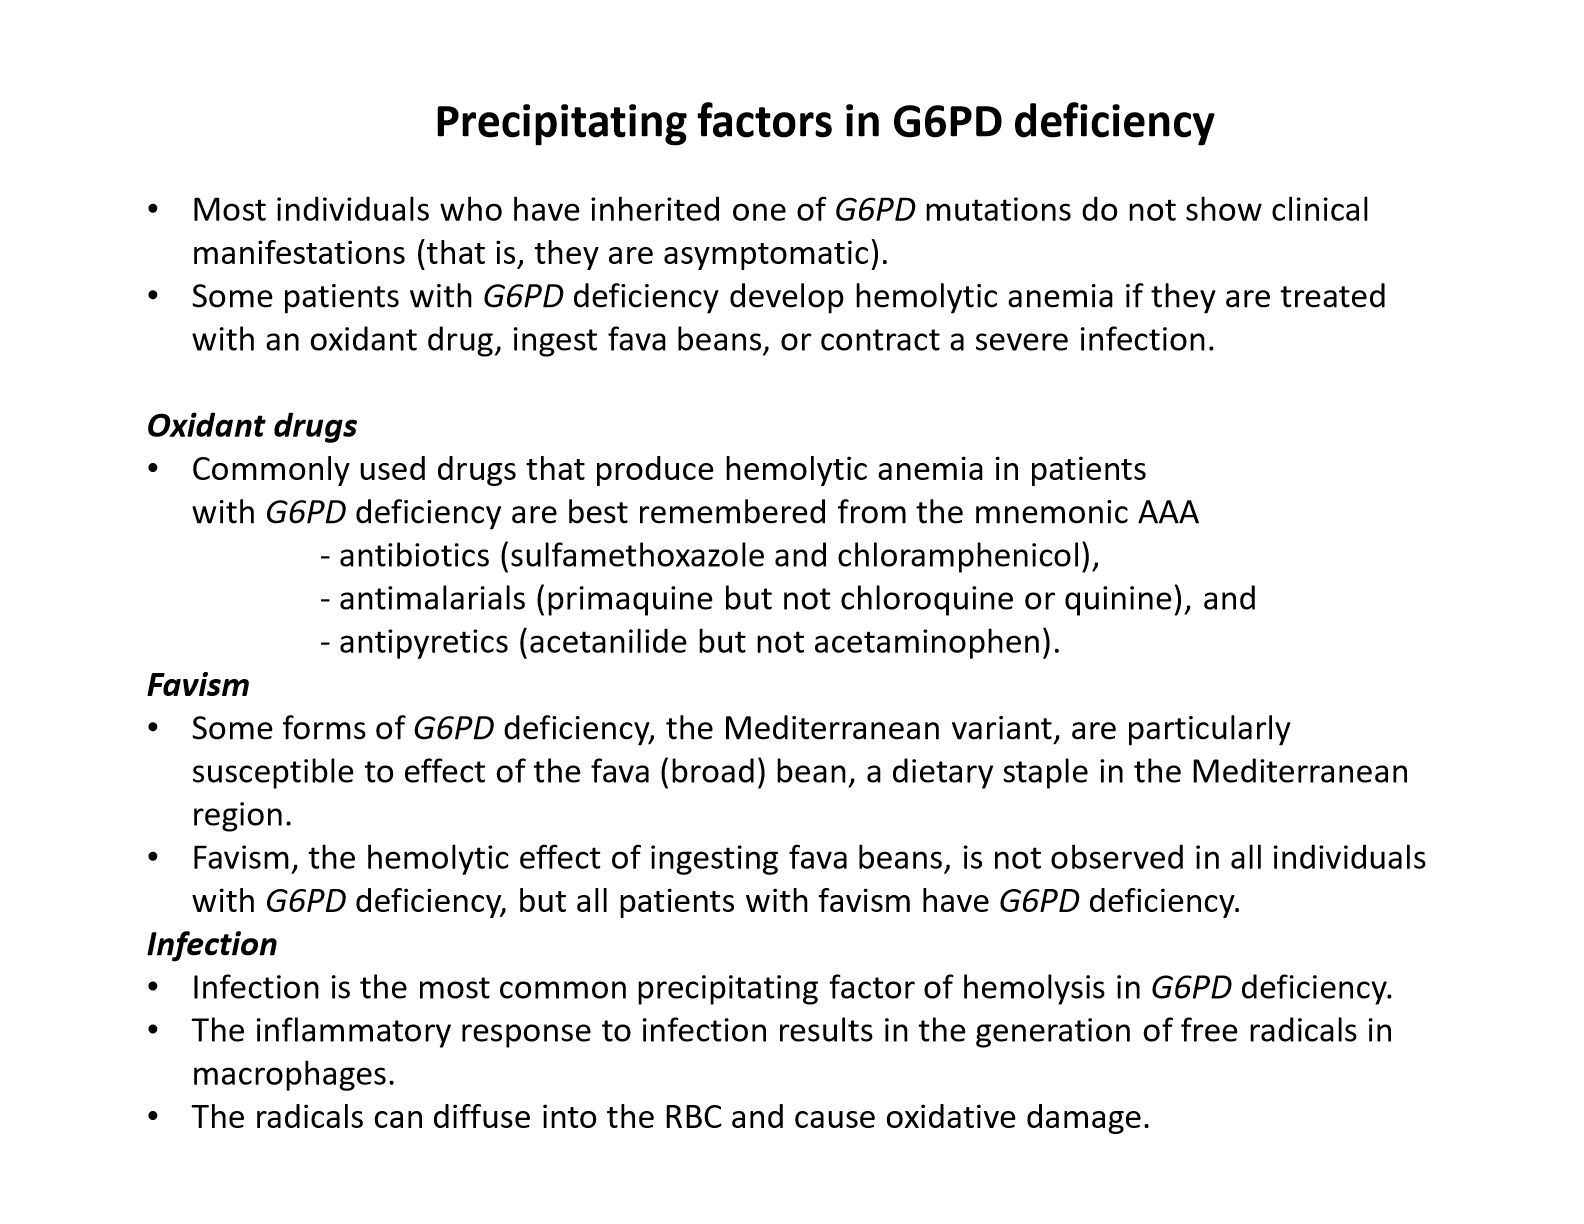 Precipitating factors in G6PD deficiency
• Most individuals who have inherited one of G6PD mutations do not show clinical
manifestations (that is, they are asymptomatic).
• Some patients with G6PD deficiency develop hemolytic anemia if they are treated
with an oxidant drug, ingest fava beans, or contract a severe infection.
Oxidant drugs
• Commonly used drugs that produce hemolytic anemia in patients
with G6PD deficiency are best remembered from the mnemonic AAA
- antibiotics (sulfamethoxazole and chloramphenicol),
- antimalarials (primaquine but not chloroquine or quinine), and
- antipyretics (acetanilide but not acetaminophen).
Favism
• Some forms of G6PD deficiency, the Mediterranean variant, are particularly
susceptible to effect of the fava (broad) bean, a dietary staple in the Mediterranean
region.
• Favism, the hemolytic effect of ingesting fava beans, is not observed in all individuals
with G6PD deficiency, but all patients with favism have G6PD deficiency.
Infection
• Infection is the most common precipitating factor of hemolysis in G6PD deficiency.
• The inflammatory response to infection results in the generation of free radicals in
macrophages.
• The radicals can diffuse into the RBC and cause oxidative damage.